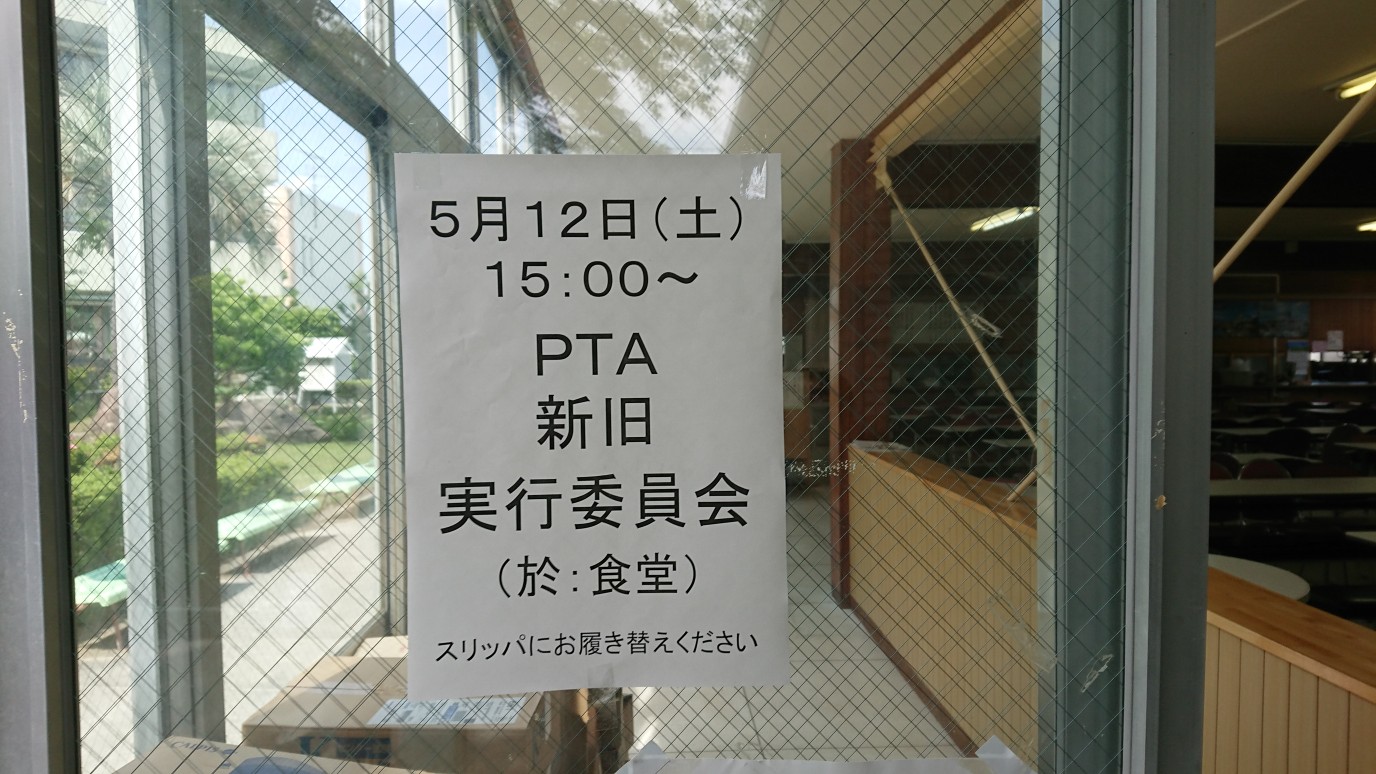 5月12日(土)
15:00～
PTA
新旧
実行委員会
(於:食堂)
スリッパにお履き替えください